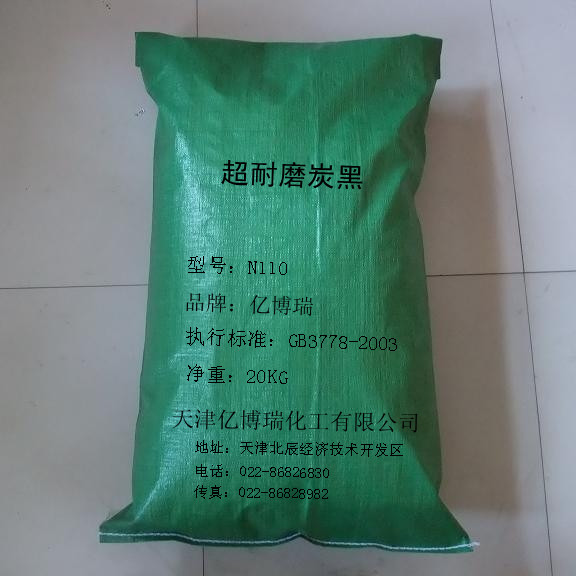 超耐磨炭黑
型号：N110
品牌：亿博瑞
执行标准：GB3778-2003
净重：20KG
天津亿博瑞化工有限公司
地址：天津北辰经济技术开发区
电话：022-86826830
传真：022-86828982